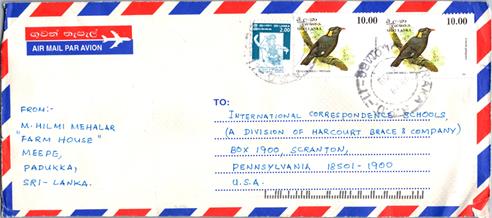 ගුවන් තැපැල්
AIR MAIL PAR AVION
2.00
10.00
SRI LANKA
10.00
FROM:-
M. HILMI MEHALAR
"FARM HOUSE"
MEEPE,
PADUKKA,
SRI-LANKA.
TO:
INTERNATIONAL CORRESPONDENCE SCHOOLS
(A DIVISION OF HARCOURT BRACE & COMPANY)
BOX 1900 SCRANTON,
PENNSYLVANIA 18501-1900
U.S.A.